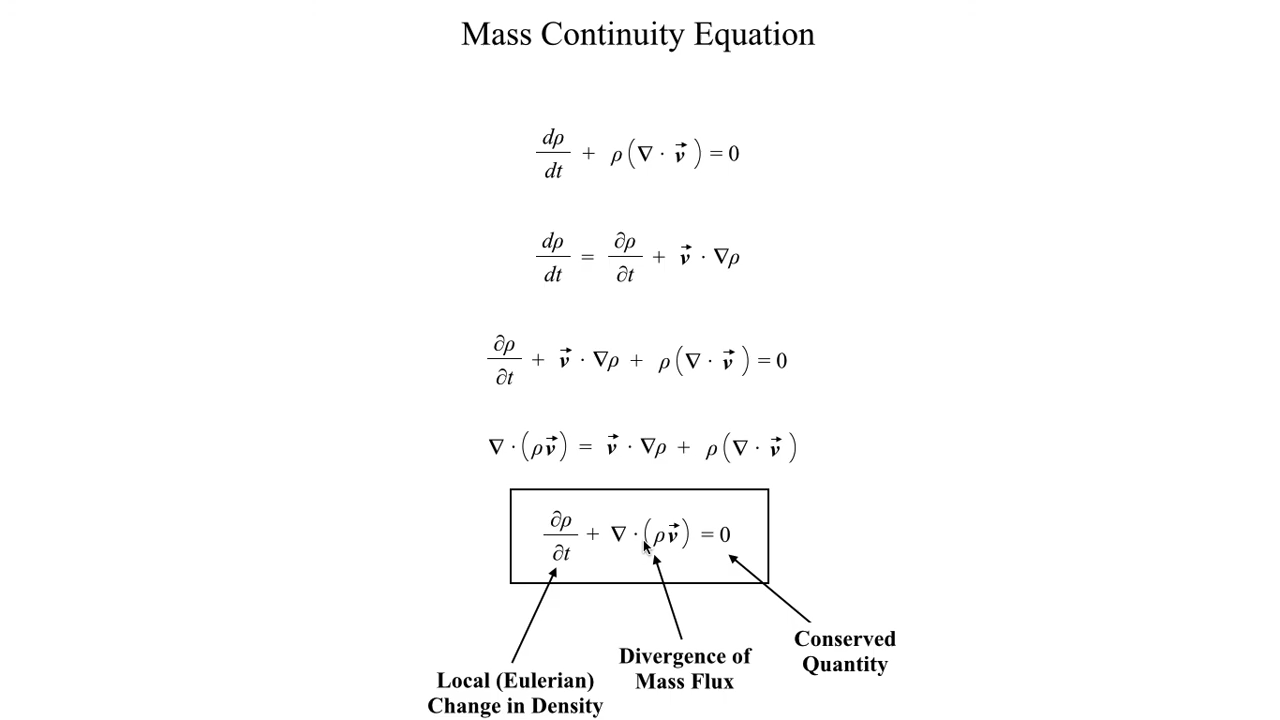 Mass Continuity Equation
dρ/dt + ρ(∇ · v⃗) = 0
dρ/dt = ∂ρ/∂t + v⃗ · ∇ρ
∂ρ/∂t + v⃗ · ∇ρ + ρ(∇ · v⃗) = 0
∇ · (ρv⃗) = v⃗ · ∇ρ + ρ(∇ · v⃗)
∂ρ/∂t + ∇ · (ρv⃗) = 0
Local (Eulerian)
Change in Density
Divergence of
Mass Flux
Conserved
Quantity